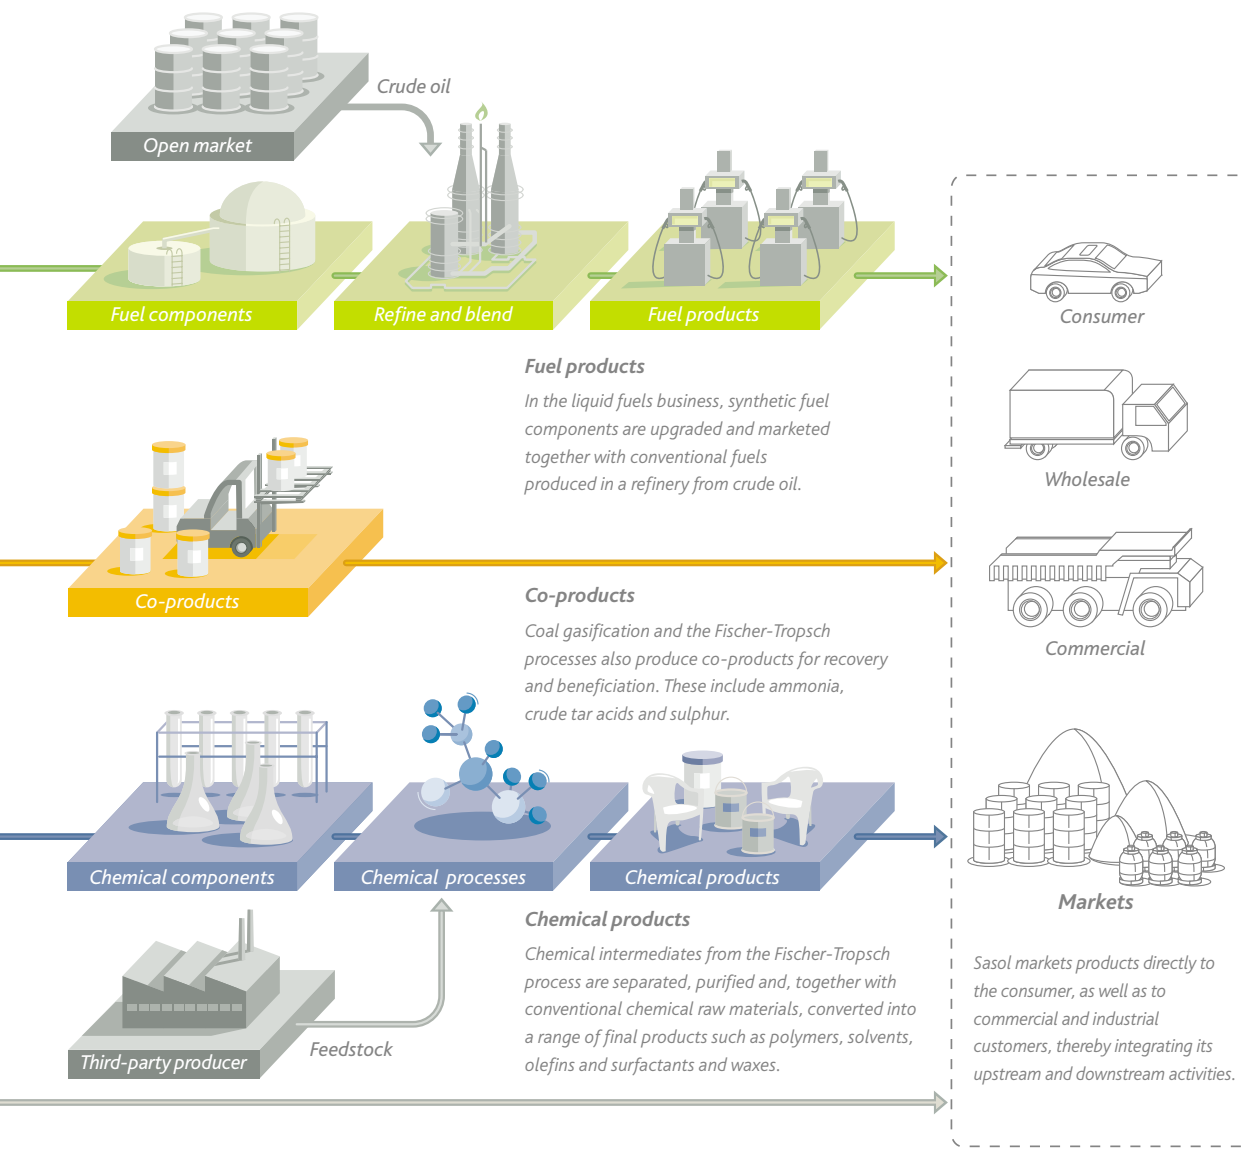 Crude oil
Open market
Fuel components
Refine and blend
Fuel products
Consumer
Fuel products
In the liquid fuels business, synthetic fuel
components are upgraded and marketed
together with conventional fuels
produced in a refinery from crude oil.
Wholesale
Co-products
Co-products
Coal gasification and the Fischer-Tropsch
processes also produce co-products for recovery
and beneficiation. These include ammonia,
crude tar acids and sulphur.
Commercial
Chemical components
Chemical processes
Chemical products
Markets
Chemical products
Chemical intermediates from the Fischer-Tropsch
process are separated, purified and, together with
conventional chemical raw materials, converted into
a range of final products such as polymers, solvents,
olefins and surfactants and waxes.
Third-party producer
Feedstock
Sasol markets products directly to
the consumer, as well as to
commercial and industrial
customers, thereby integrating its
upstream and downstream activities.